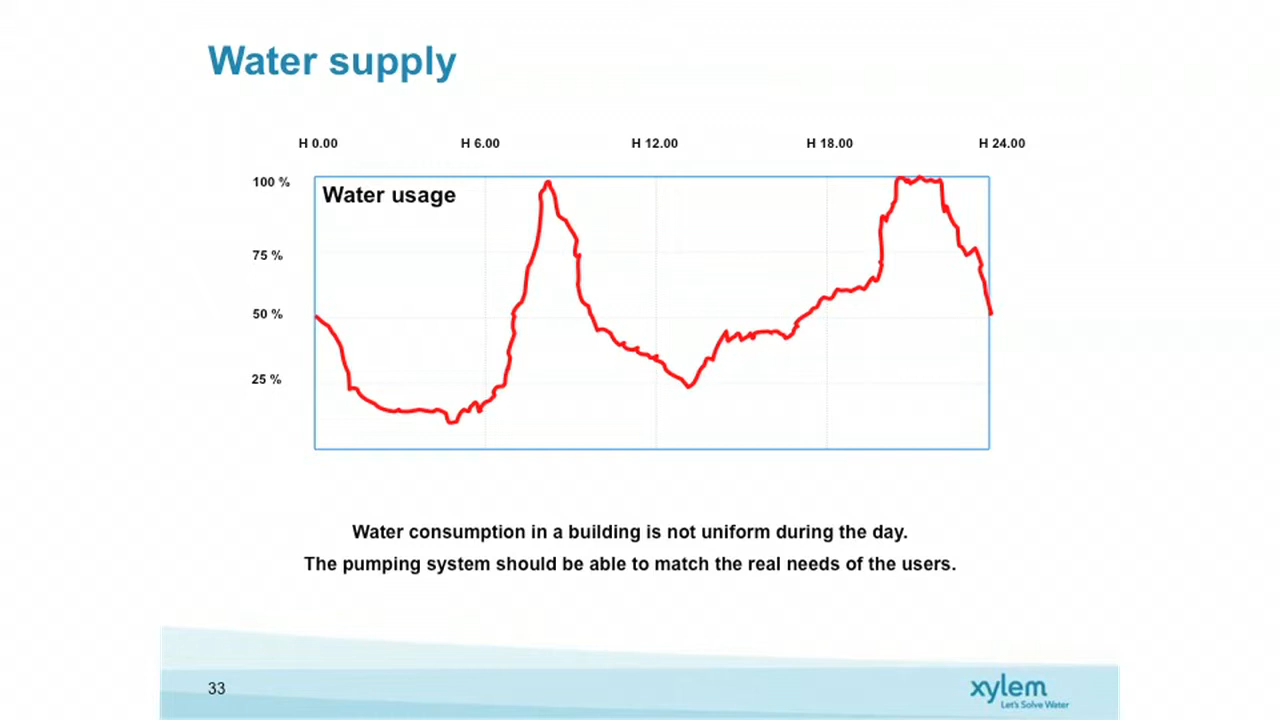 Water supply
H 0.00 H 6.00 H 12.00 H 18.00 H 24.00
100 %
Water usage
75 %
50 %
25 %
Water consumption in a building is not uniform during the day.
The pumping system should be able to match the real needs of the users.
33
xylem
Let's Solve Water